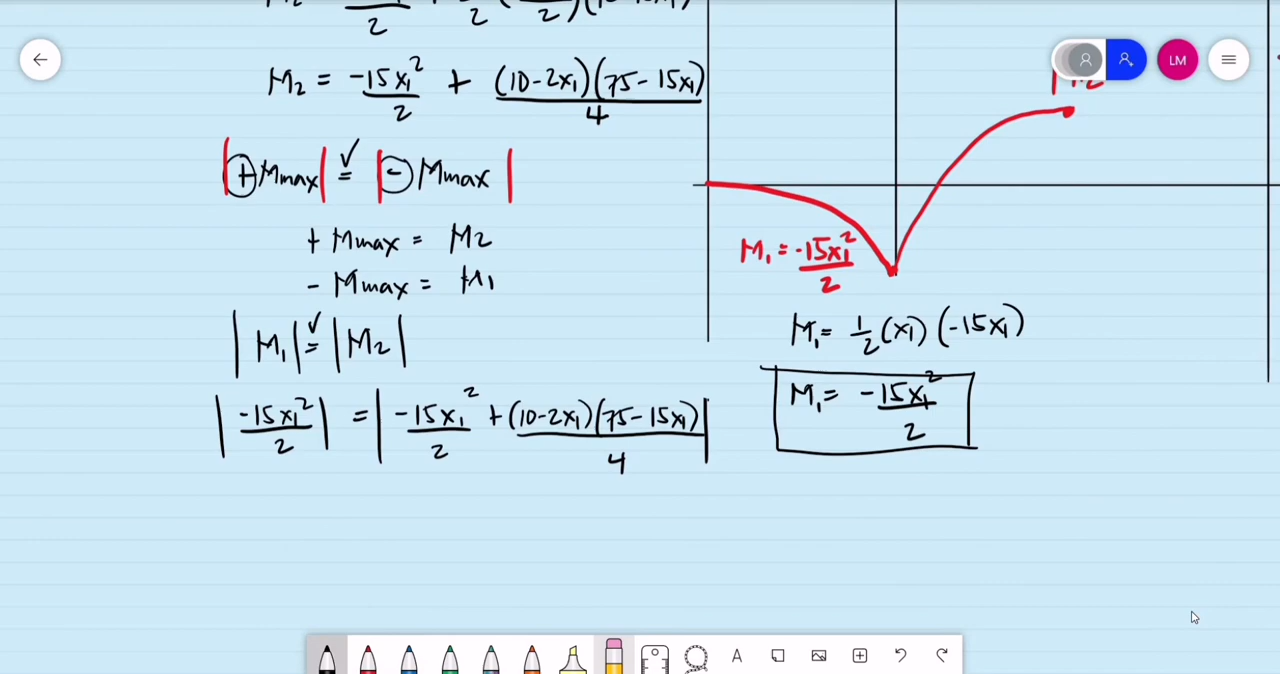 M₂ = -15x₁²/2 + (10-2x₁)(75-15x₁)/4
|⊕Mmax| ≟ |⊖Mmax|
+ Mmax = M₂
- Mmax = M₁
|M₁| ≟ |M₂|
|-15x₁²/2| = |-15x₁²/2 + (10-2x₁)(75-15x₁)/4|
M₁ = -15x₁²/2
M₁ = 1/2 (x₁)(-15x₁)
M₁ = -15x₁²/2
LM
A